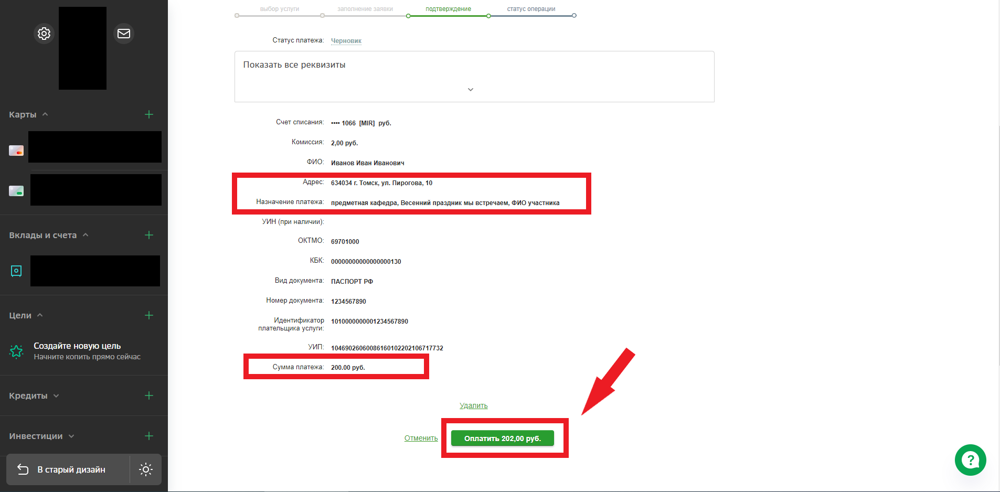 выбор услуги
заполнение заявки
подтверждение
статус операции
Статус платежа: Черновик
Показать все реквизиты
Счет списания: •••• 1066 [MIR] руб.
Комиссия: 2,00 руб.
ФИО: Иванов Иван Иванович
Адрес: 634034 г. Томск, ул. Пирогова, 10
Назначение платежа: предметная кафедра, Весенний праздник мы встречаем, ФИО участника
УИН (при наличии):
ОКТМО: 69701000
КБК: 00000000000000000130
Вид документа: ПАСПОРТ РФ
Номер документа: 1234567890
Идентификатор
плательщика услуги: 1010000000001234567890
УИП: 10469026060086160102202106717732
Сумма платежа: 200.00 руб.
Удалить
Отменить
Оплатить 202,00 руб.
Карты
Вклады и счета
Цели
Создайте новую цель
Начните копить прямо сейчас
Кредиты
Инвестиции
В старый дизайн
?